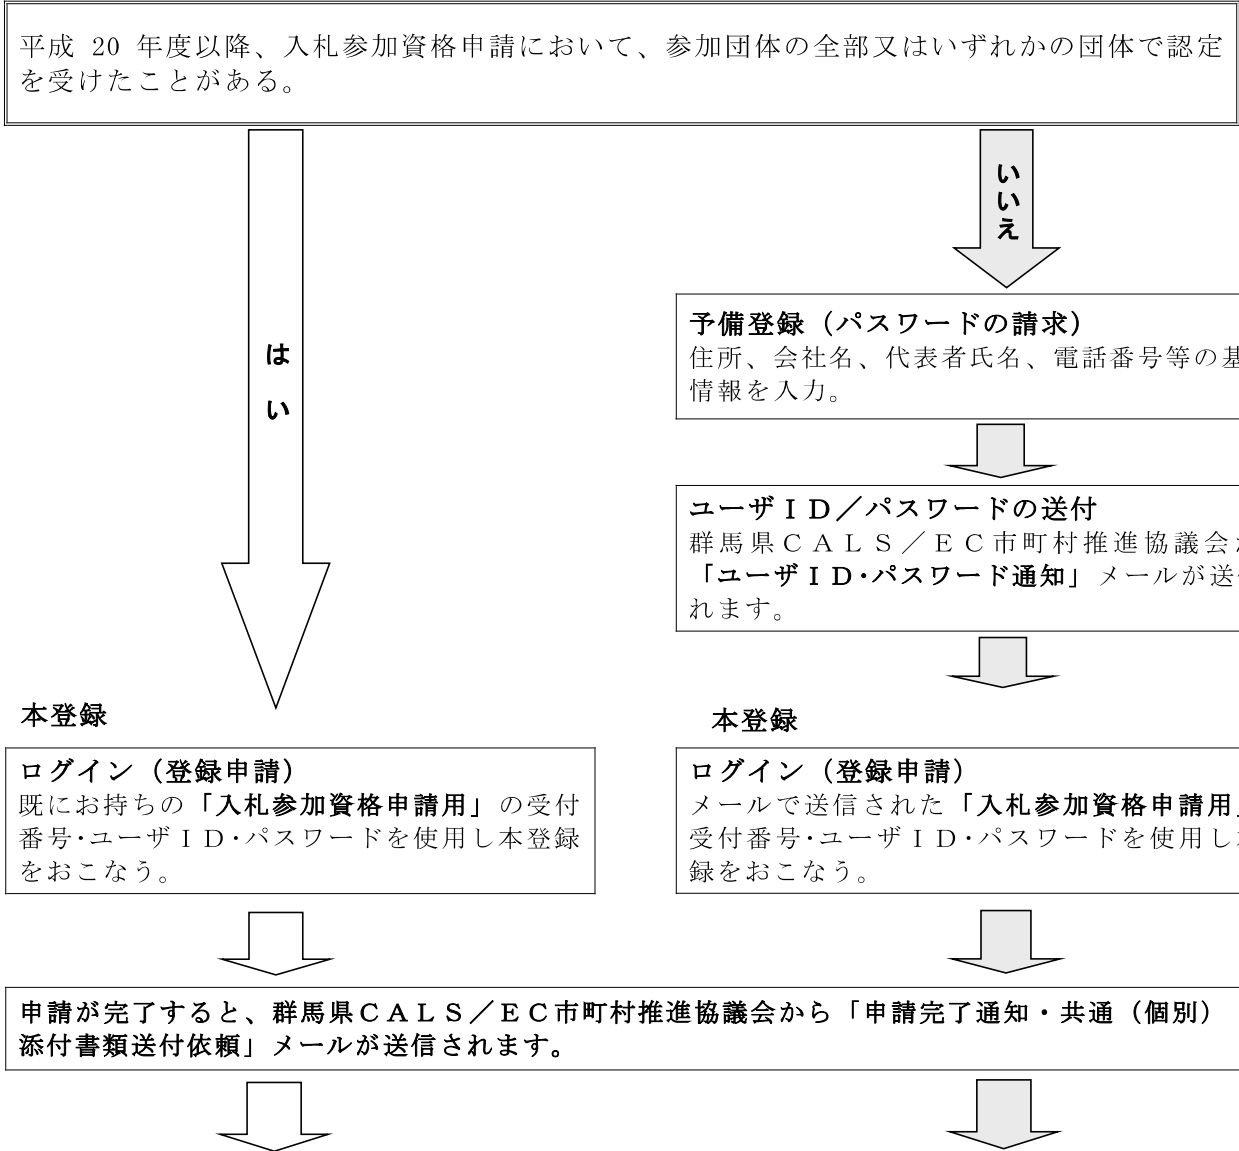 平成 20 年度以降、入札参加資格申請において、参加団体の全部又はいずれかの団体で認定
を受けたことがある。
いいえ
はい
予備登録（パスワードの請求）
住所、会社名、代表者氏名、電話番号等の基
情報を入力。
ユーザＩＤ／パスワードの送付
群馬県ＣＡＬＳ／ＥＣ市町村推進協議会か
「ユーザＩＤ･パスワード通知」メールが送信
れます。
本登録
ログイン（登録申請）
既にお持ちの「入札参加資格申請用」の受付
番号･ユーザＩＤ･パスワードを使用し本登録
をおこなう。
本登録
ログイン（登録申請）
メールで送信された「入札参加資格申請用」
受付番号･ユーザＩＤ･パスワードを使用し本
録をおこなう。
申請が完了すると、群馬県ＣＡＬＳ／ＥＣ市町村推進協議会から「申請完了通知・共通（個別）
添付書類送付依頼」メールが送信されます。